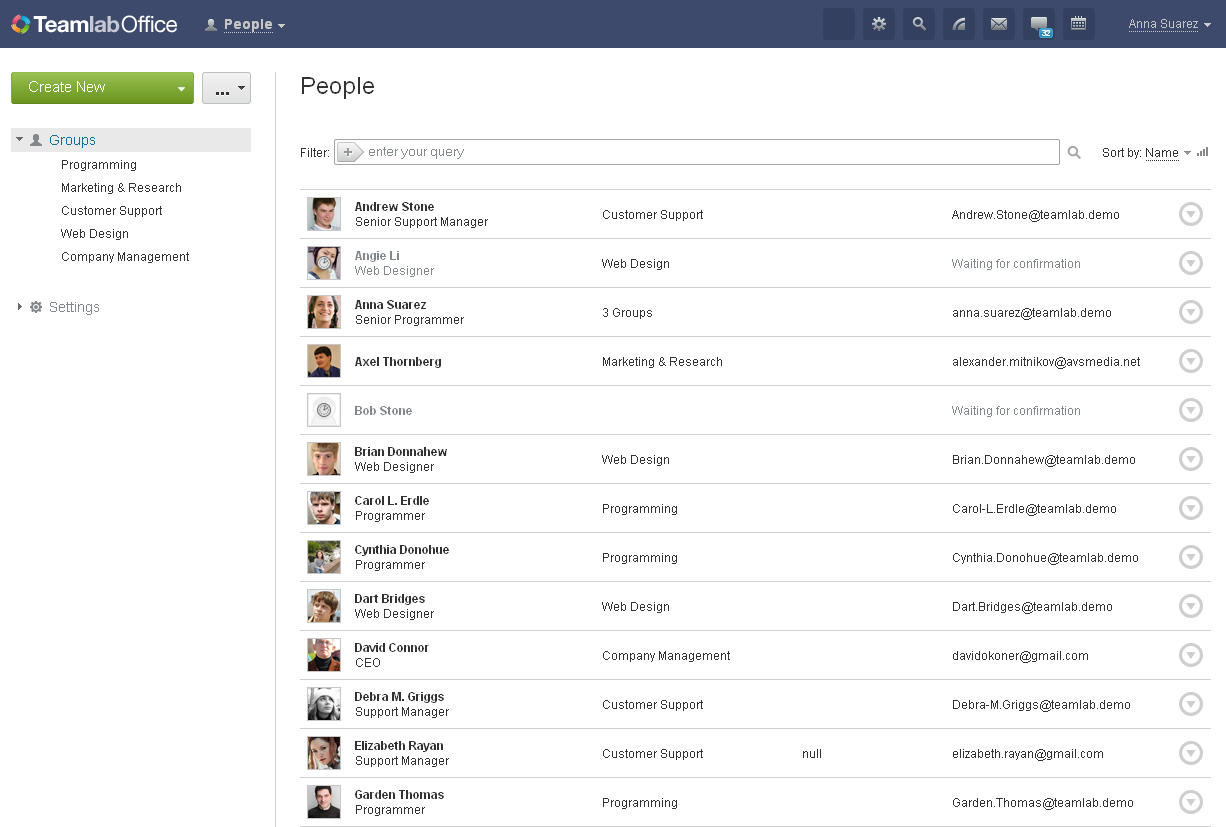 TeamlabOffice People Anna Suarez
32
Create New ...
People
Groups
Programming
Marketing & Research
Customer Support
Web Design
Company Management
Settings
Filter: enter your query Sort by: Name
Andrew Stone
Senior Support Manager
Customer Support
Andrew.Stone@teamlab.demo
Angie Li
Web Designer
Web Design
Waiting for confirmation
Anna Suarez
Senior Programmer
3 Groups
anna.suarez@teamlab.demo
Axel Thornberg
Marketing & Research
alexander.mitnikov@avsmedia.net
Bob Stone
Waiting for confirmation
Brian Donnahew
Web Designer
Web Design
Brian.Donnahew@teamlab.demo
Carol L. Erdle
Programmer
Programming
Carol-L.Erdle@teamlab.demo
Cynthia Donohue
Programmer
Programming
Cynthia.Donohue@teamlab.demo
Dart Bridges
Web Designer
Web Design
Dart.Bridges@teamlab.demo
David Connor
CEO
Company Management
davidokoner@gmail.com
Debra M. Griggs
Support Manager
Customer Support
Debra-M.Griggs@teamlab.demo
Elizabeth Rayan
Support Manager
Customer Support
null
elizabeth.rayan@gmail.com
Garden Thomas
Programmer
Programming
Garden.Thomas@teamlab.demo